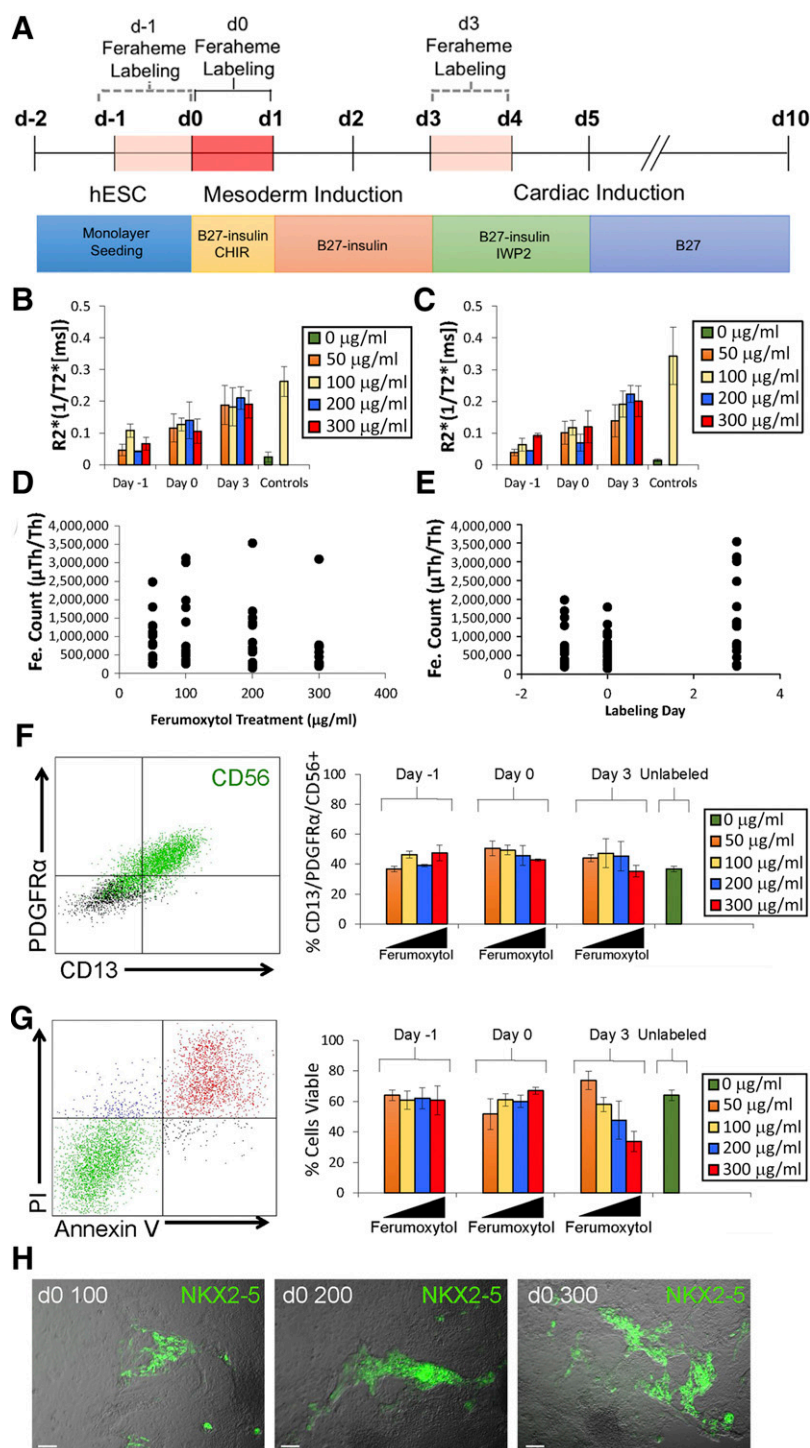 A
d-1
Feraheme
Labeling
d0
Feraheme
Labeling
d3
Feraheme
Labeling
d-2 d-1 d0 d1 d2 d3 d4 d5 d10
hESC Mesoderm Induction Cardiac Induction
Monolayer
Seeding
B27-insulin
CHIR
B27-insulin
B27-insulin
IWP2
B27
B
R2*(1/T2*[ms])
0.5
0.4
0.3
0.2
0.1
0
Day -1 Day 0 Day 3 Controls
0 µg/ml
50 µg/ml
100 µg/ml
200 µg/ml
300 µg/ml
C
R2*(1/T2*[ms])
0.5
0.4
0.3
0.2
0.1
0
Day -1 Day 0 Day 3 Controls
0 µg/ml
50 µg/ml
100 µg/ml
200 µg/ml
300 µg/ml
D
Fe. Count (µTh/Th)
4,000,000
3,500,000
3,000,000
2,500,000
2,000,000
1,500,000
1,000,000
500,000
0
0 100 200 300 400
Ferumoxytol Treatment (µg/ml)
E
Fe. Count (µTh/Th)
4,000,000
3,500,000
3,000,000
2,500,000
2,000,000
1,500,000
1,000,000
500,000
-2 0 2 4
Labeling Day
F
CD56
PDGFRα
CD13
% CD13/PDGFRα/CD56+
100
80
60
40
20
0
Day -1 Day 0 Day 3 Unlabeled
Ferumoxytol Ferumoxytol Ferumoxytol
0 µg/ml
50 µg/ml
100 µg/ml
200 µg/ml
300 µg/ml
G
PI
Annexin V
% Cells Viable
100
80
60
40
20
0
Day -1 Day 0 Day 3 Unlabeled
Ferumoxytol Ferumoxytol Ferumoxytol
0 µg/ml
50 µg/ml
100 µg/ml
200 µg/ml
300 µg/ml
H
d0 100 NKX2-5
d0 200 NKX2-5
d0 300 NKX2-5